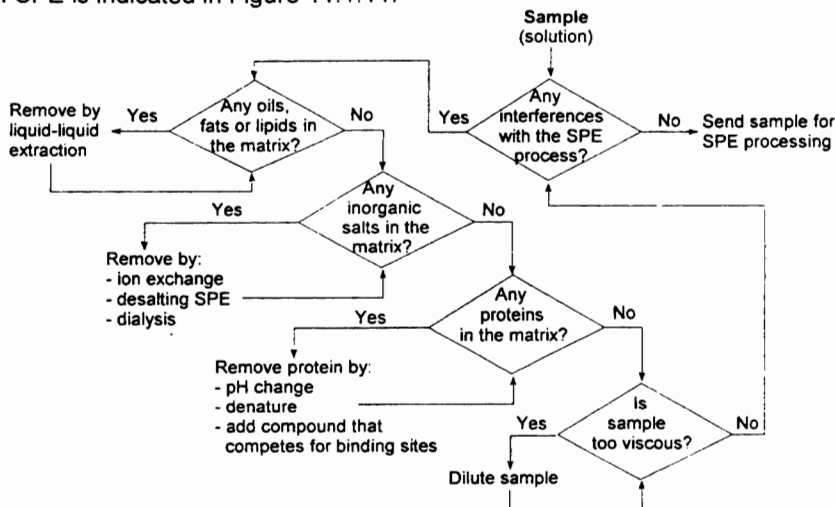 Sample
(solution)
Any
interferences
with the SPE
process?
Yes
No
Send sample for
SPE processing
Any oils,
fats or lipids in
the matrix?
Yes
No
Remove by
liquid-liquid
extraction
Any
inorganic
salts in the
matrix?
Yes
No
Remove by:
- ion exchange
- desalting SPE
- dialysis
Any
proteins
in the matrix?
Yes
No
Remove protein by:
- pH change
- denature
- add compound that
competes for binding sites
Is
sample
too viscous?
Yes
No
Dilute sample